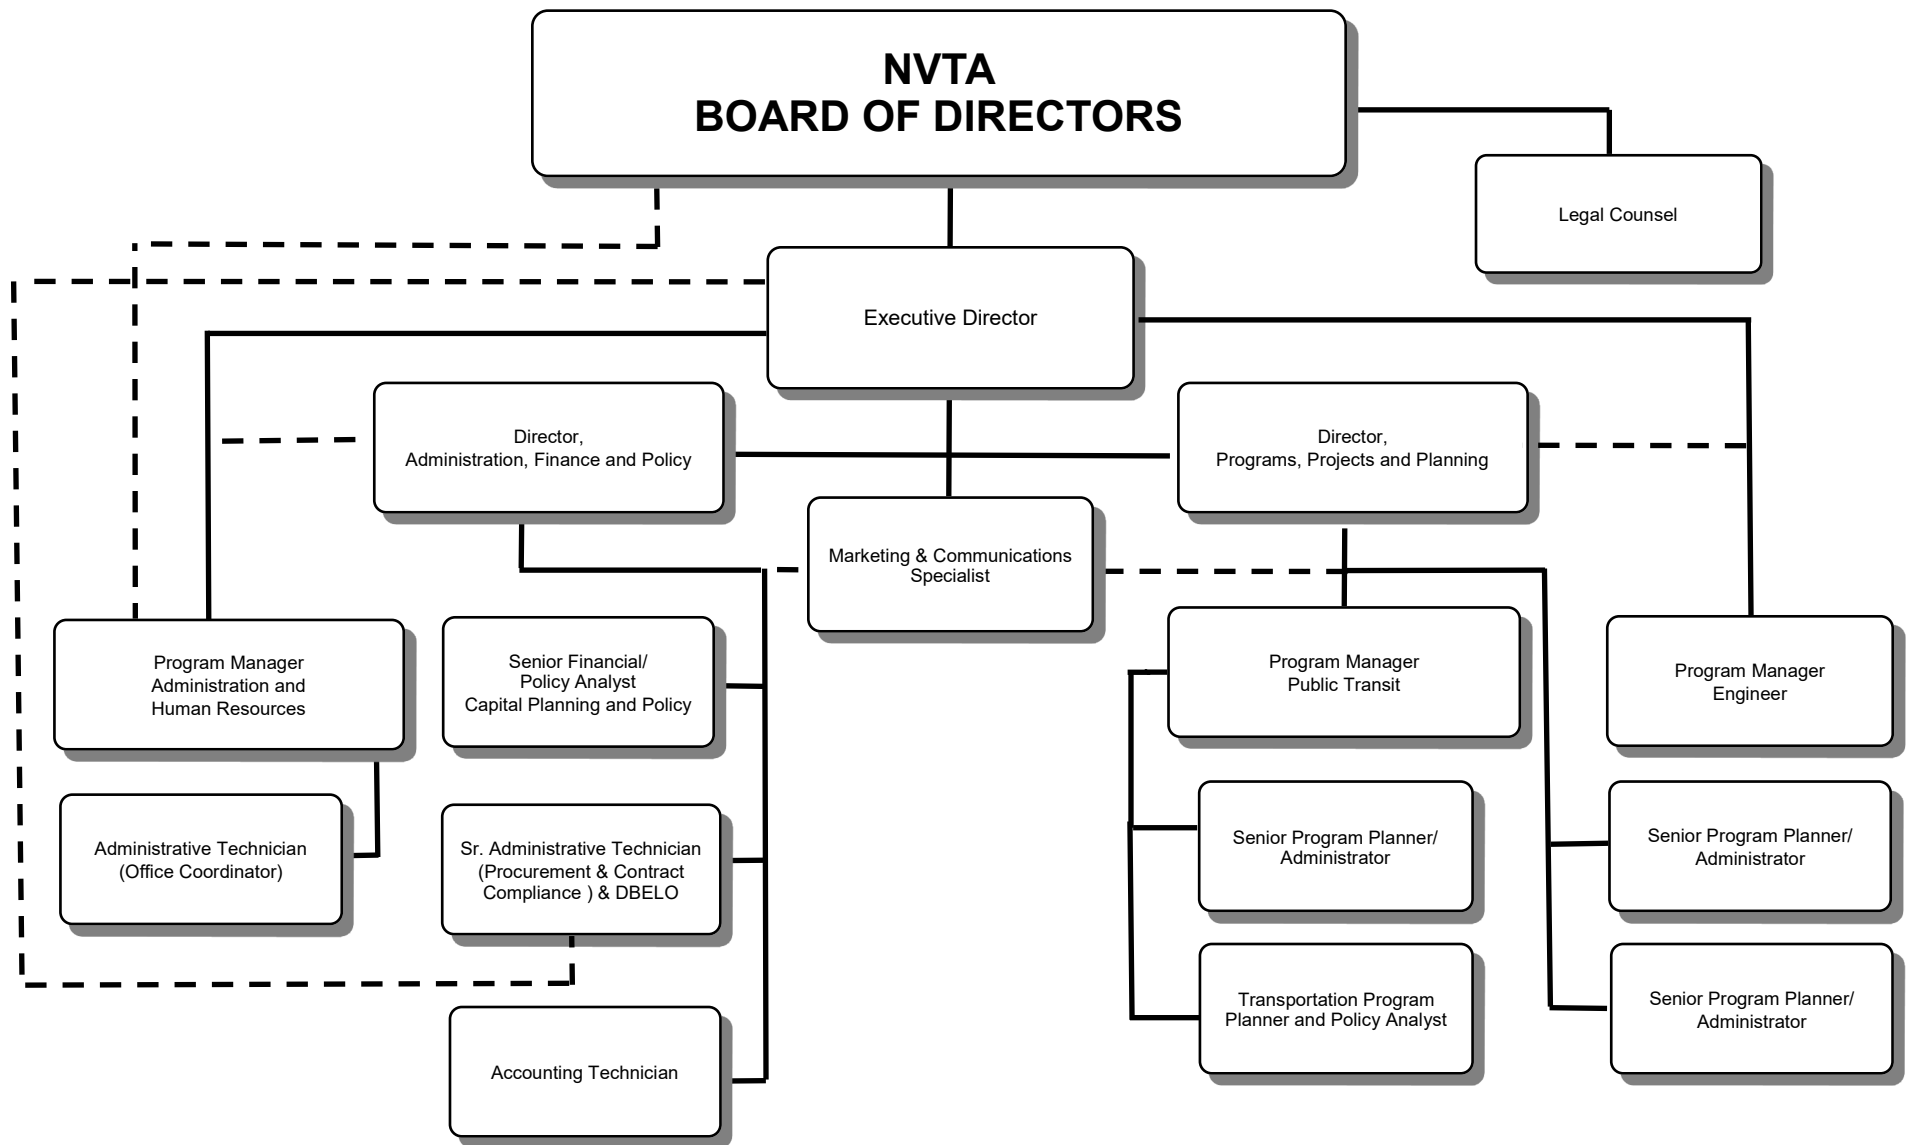 NVTA
BOARD OF DIRECTORS
Legal Counsel
Executive Director
Director,
Administration, Finance and Policy
Director,
Programs, Projects and Planning
Marketing & Communications
Specialist
Program Manager
Administration and
Human Resources
Senior Financial/
Policy Analyst
Capital Planning and Policy
Program Manager
Public Transit
Program Manager
Engineer
Administrative Technician
(Office Coordinator)
Sr. Administrative Technician
(Procurement & Contract
Compliance ) & DBELO
Senior Program Planner/
Administrator
Senior Program Planner/
Administrator
Transportation Program
Planner and Policy Analyst
Senior Program Planner/
Administrator
Accounting Technician